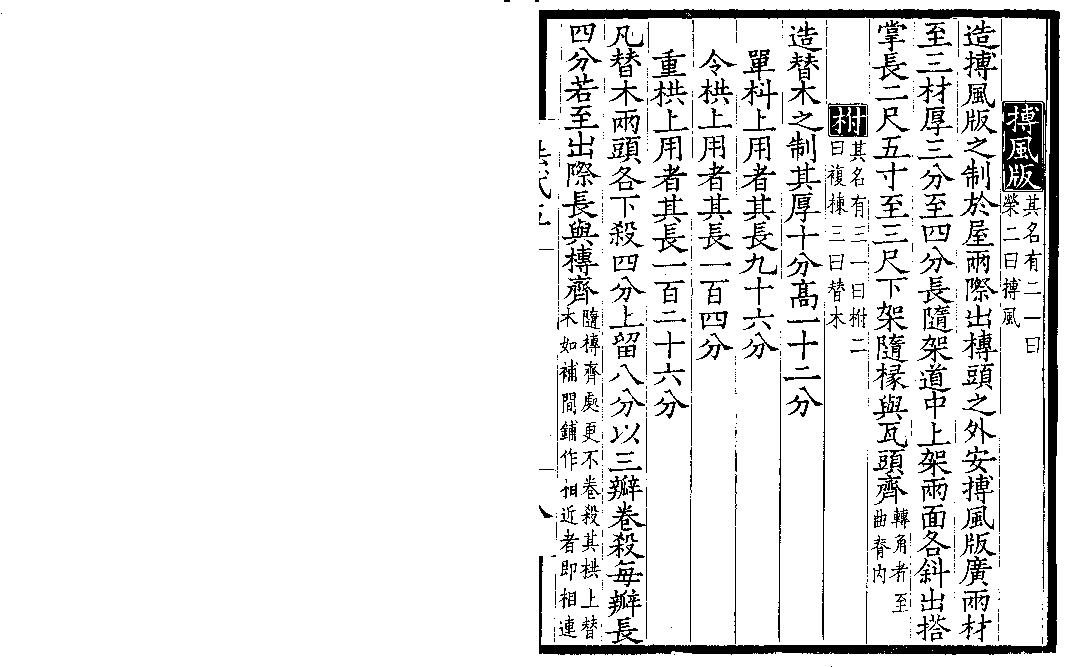 搏風版其名有二一曰榮二曰搏風
造搏風版之制於屋兩際出槫頭之外安搏風版廣兩材
至三材厚三分至四分長隨架道中上架兩面各斜出搭
掌長二尺五寸至三尺下架隨椽與瓦頭齊轉角者至曲脊内
柎其名有三一曰柎二曰複棟三曰替木
造替木之制其厚十分高一十二分
單枓上用者其長九十六分
令栱上用者其長一百四分
重栱上用者其長一百二十六分
凡替木兩頭各下殺四分上留八分以三瓣卷殺每瓣長
四分若至出際長與槫齊隨槫齊處更不卷殺其栱上替木如補間鋪作相近者即相連